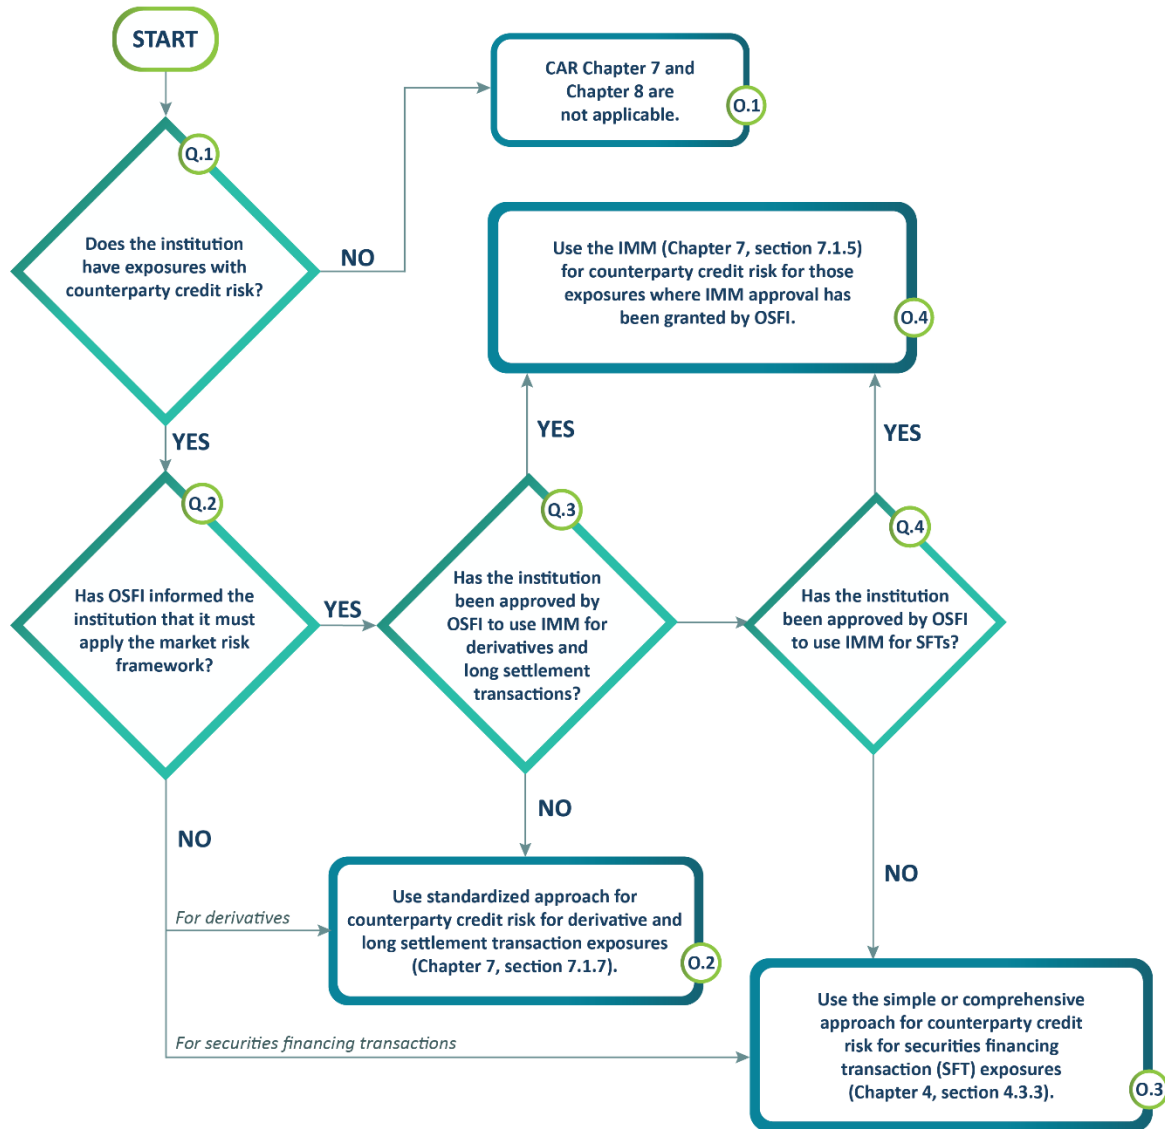 START
CAR Chapter 7 and
Chapter 8 are
not applicable.
O.1
Q.1
Does the institution
have exposures with
counterparty credit risk?
NO
Use the IMM (Chapter 7, section 7.1.5)
for counterparty credit risk for those
exposures where IMM approval has
been granted by OSFI.
O.4
YES
YES
YES
Q.2
Has OSFI informed the
institution that it must
apply the market risk
framework?
YES
Q.3
Has the institution
been approved by
OSFI to use IMM for
derivatives and
long settlement
transactions?
Q.4
Has the institution
been approved by OSFI
to use IMM for SFTs?
NO
NO
NO
For derivatives
Use standardized approach for
counterparty credit risk for derivative and
long settlement transaction exposures
(Chapter 7, section 7.1.7).
O.2
For securities financing transactions
Use the simple or comprehensive
approach for counterparty credit
risk for securities financing
transaction (SFT) exposures
(Chapter 4, section 4.3.3).
O.3